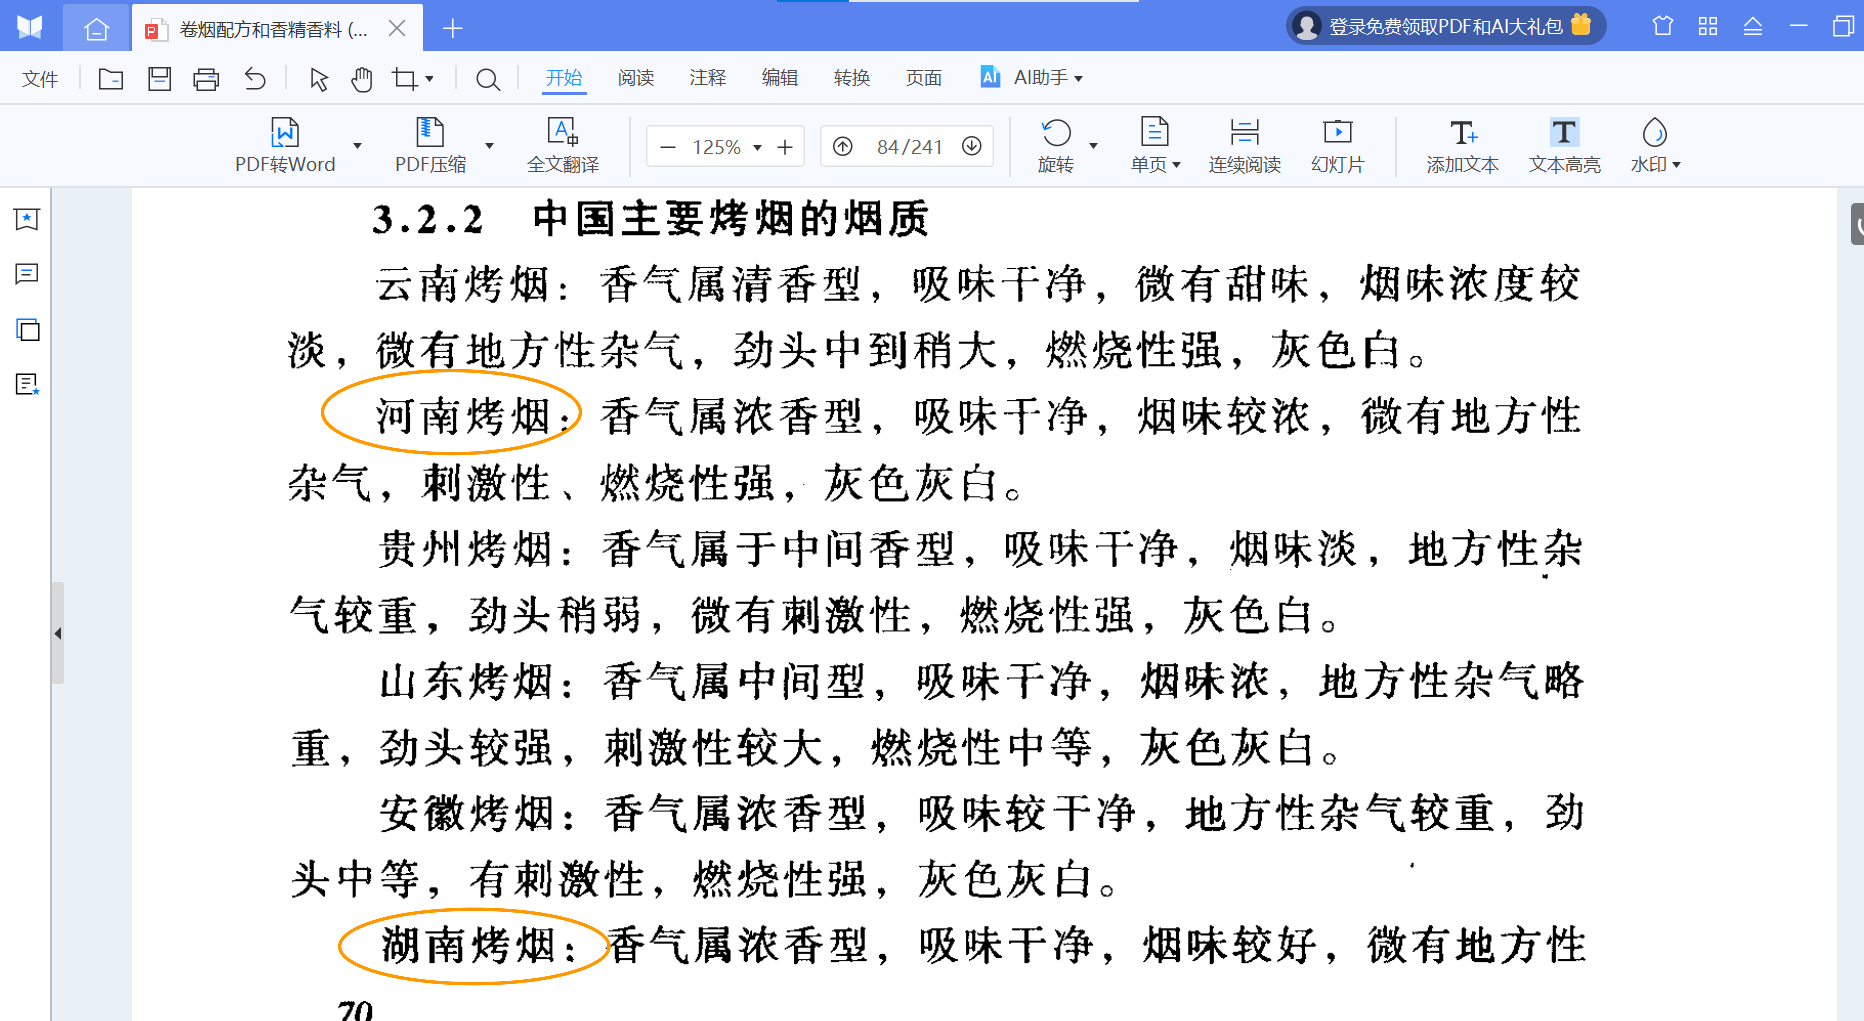 卷烟配方和香精香料 (...
登录免费领取PDF和AI大礼包
文件
开始
阅读
注释
编辑
转换
页面
AI助手
PDF转Word
PDF压缩
全文翻译
125%
84/241
旋转
单页
连续阅读
幻灯片
添加文本
文本高亮
水印
3.2.2 中国主要烤烟的烟质
云南烤烟：香气属清香型，吸味干净，微有甜味，烟味浓度较
淡，微有地方性杂气，劲头中到稍大，燃烧性强，灰色白。
河南烤烟：香气属浓香型，吸味干净，烟味较浓，微有地方性
杂气，刺激性、燃烧性强，灰色灰白。
贵州烤烟：香气属于中间香型，吸味干净，烟味淡，地方性杂
气较重，劲头稍弱，微有刺激性，燃烧性强，灰色白。
山东烤烟：香气属中间型，吸味干净，烟味浓，地方性杂气略
重，劲头较强，刺激性较大，燃烧性中等，灰色灰白。
安徽烤烟：香气属浓香型，吸味较干净，地方性杂气较重，劲
头中等，有刺激性，燃烧性强，灰色灰白。
湖南烤烟：香气属浓香型，吸味干净，烟味较好，微有地方性
70